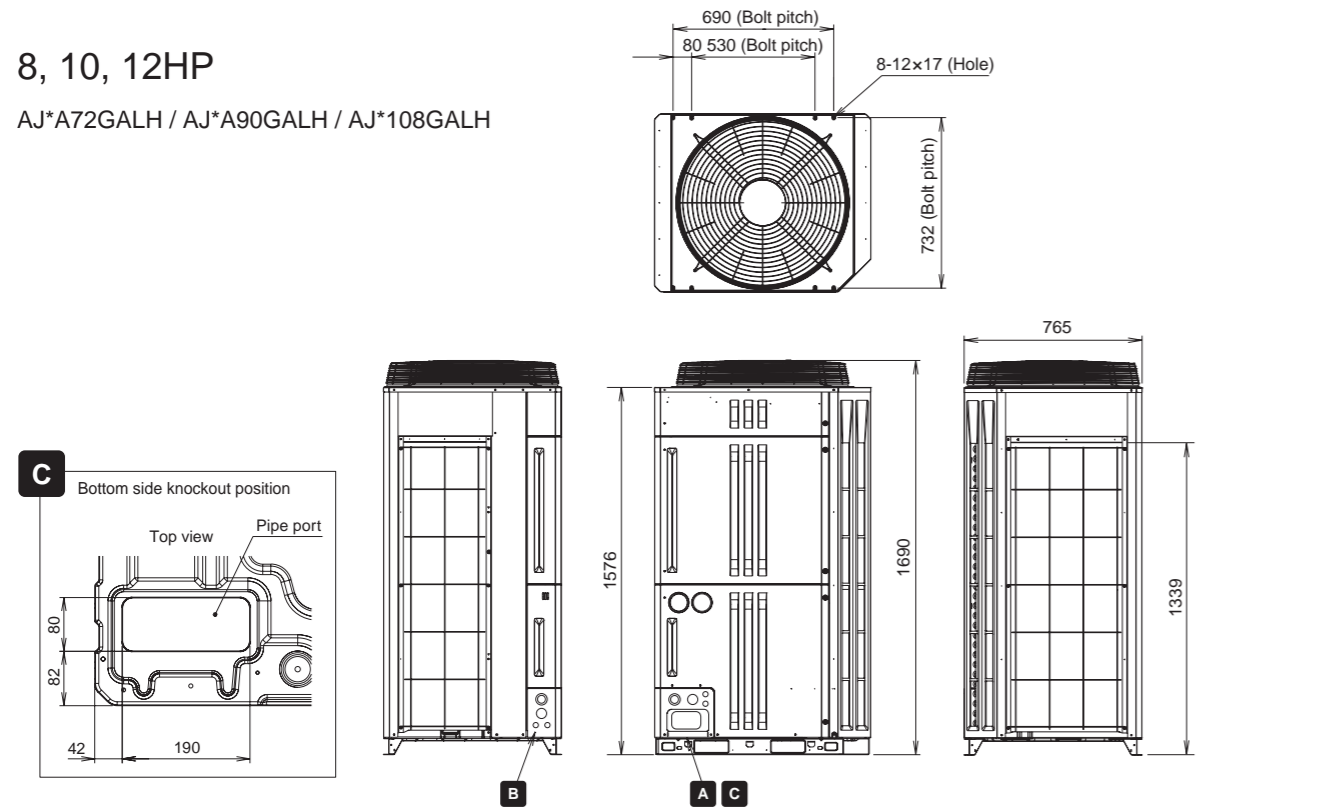 8, 10, 12HP
AJ*A72GALH / AJ*A90GALH / AJ*108GALH
690 (Bolt pitch)
80 530 (Bolt pitch)
8-12×17 (Hole)
732 (Bolt pitch)
765
1576
1690
1339
C
Bottom side knockout position
Top view
Pipe port
80
82
42
190
B
A C